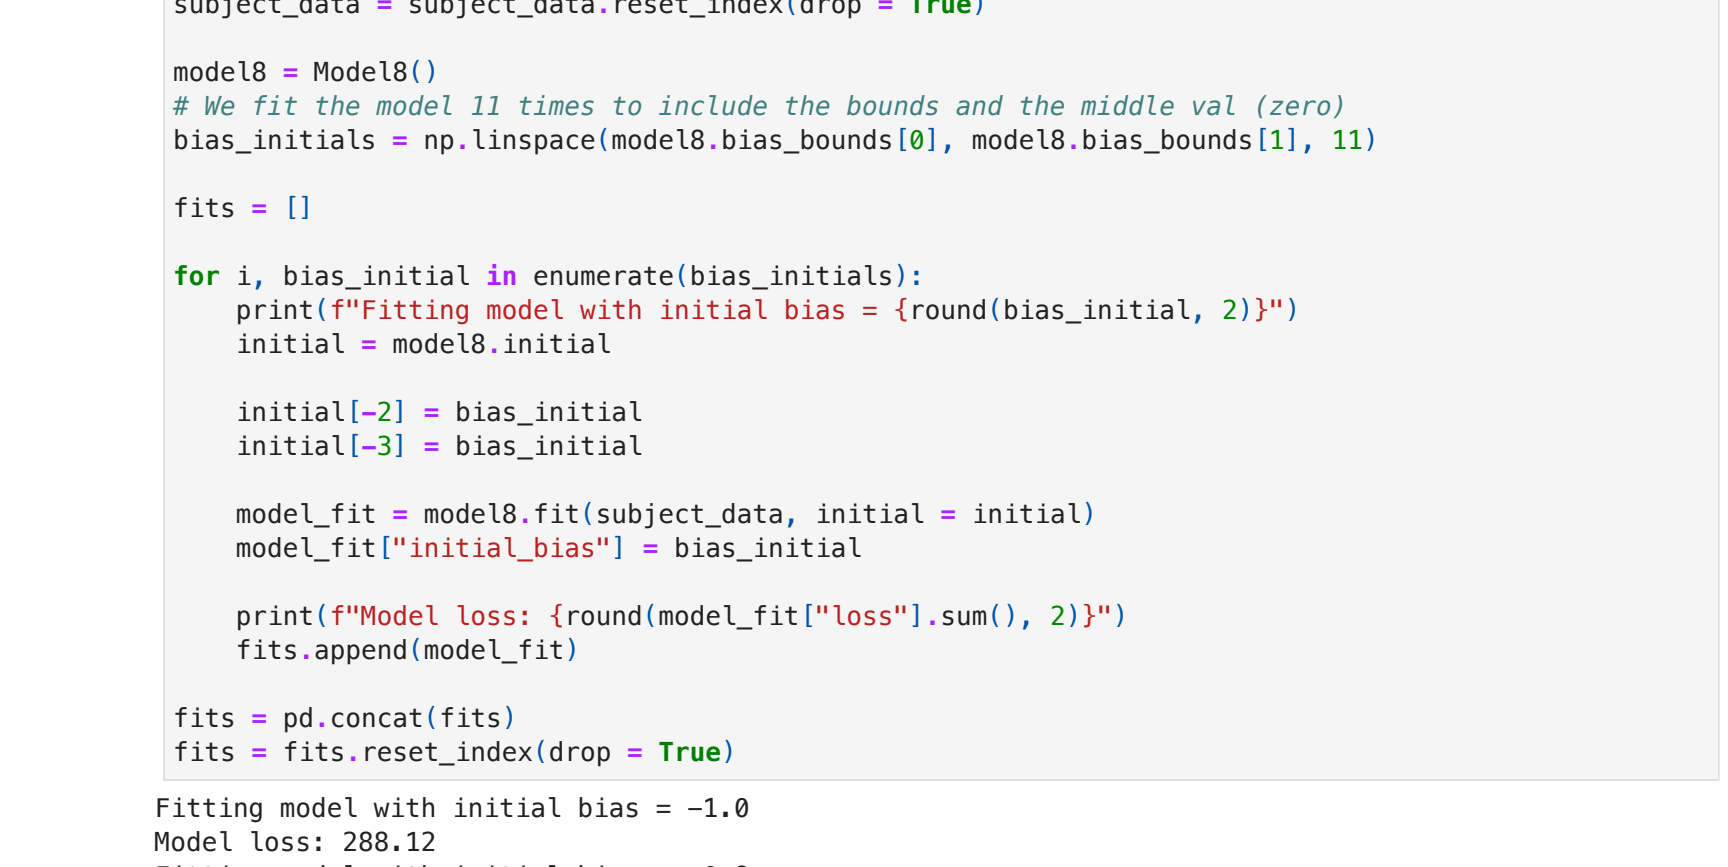 subject_data = subject_data.reset_index(drop = True)
model8 = Model8()
# We fit the model 11 times to include the bounds and the middle val (zero)
bias_initials = np.linspace(model8.bias_bounds[0], model8.bias_bounds[1], 11)
fits = []
for i, bias_initial in enumerate(bias_initials):
    print(f"Fitting model with initial bias = {round(bias_initial, 2)}")
    initial = model8.initial
    initial[-2] = bias_initial
    initial[-3] = bias_initial
    model_fit = model8.fit(subject_data, initial = initial)
    model_fit["initial_bias"] = bias_initial
    print(f"Model loss: {round(model_fit["loss"].sum(), 2)}")
    fits.append(model_fit)
fits = pd.concat(fits)
fits = fits.reset_index(drop = True)
Fitting model with initial bias = -1.0
Model loss: 288.12